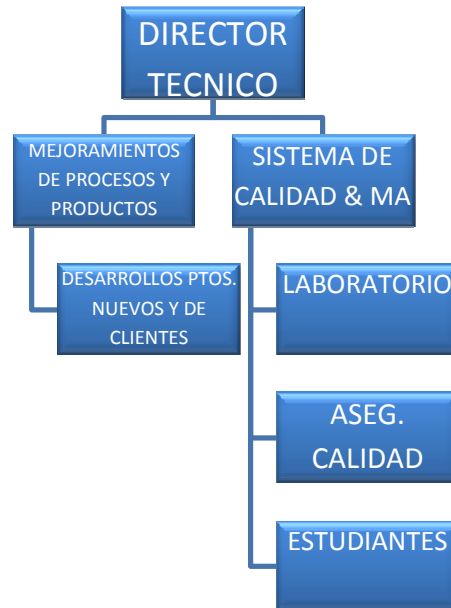 DIRECTOR
TECNICO
MEJORAMIENTOS
DE PROCESOS Y
PRODUCTOS
SISTEMA DE
CALIDAD & MA
DESARROLLOS PTOS.
NUEVOS Y DE
CLIENTES
LABORATORIO
ASEG.
CALIDAD
ESTUDIANTES